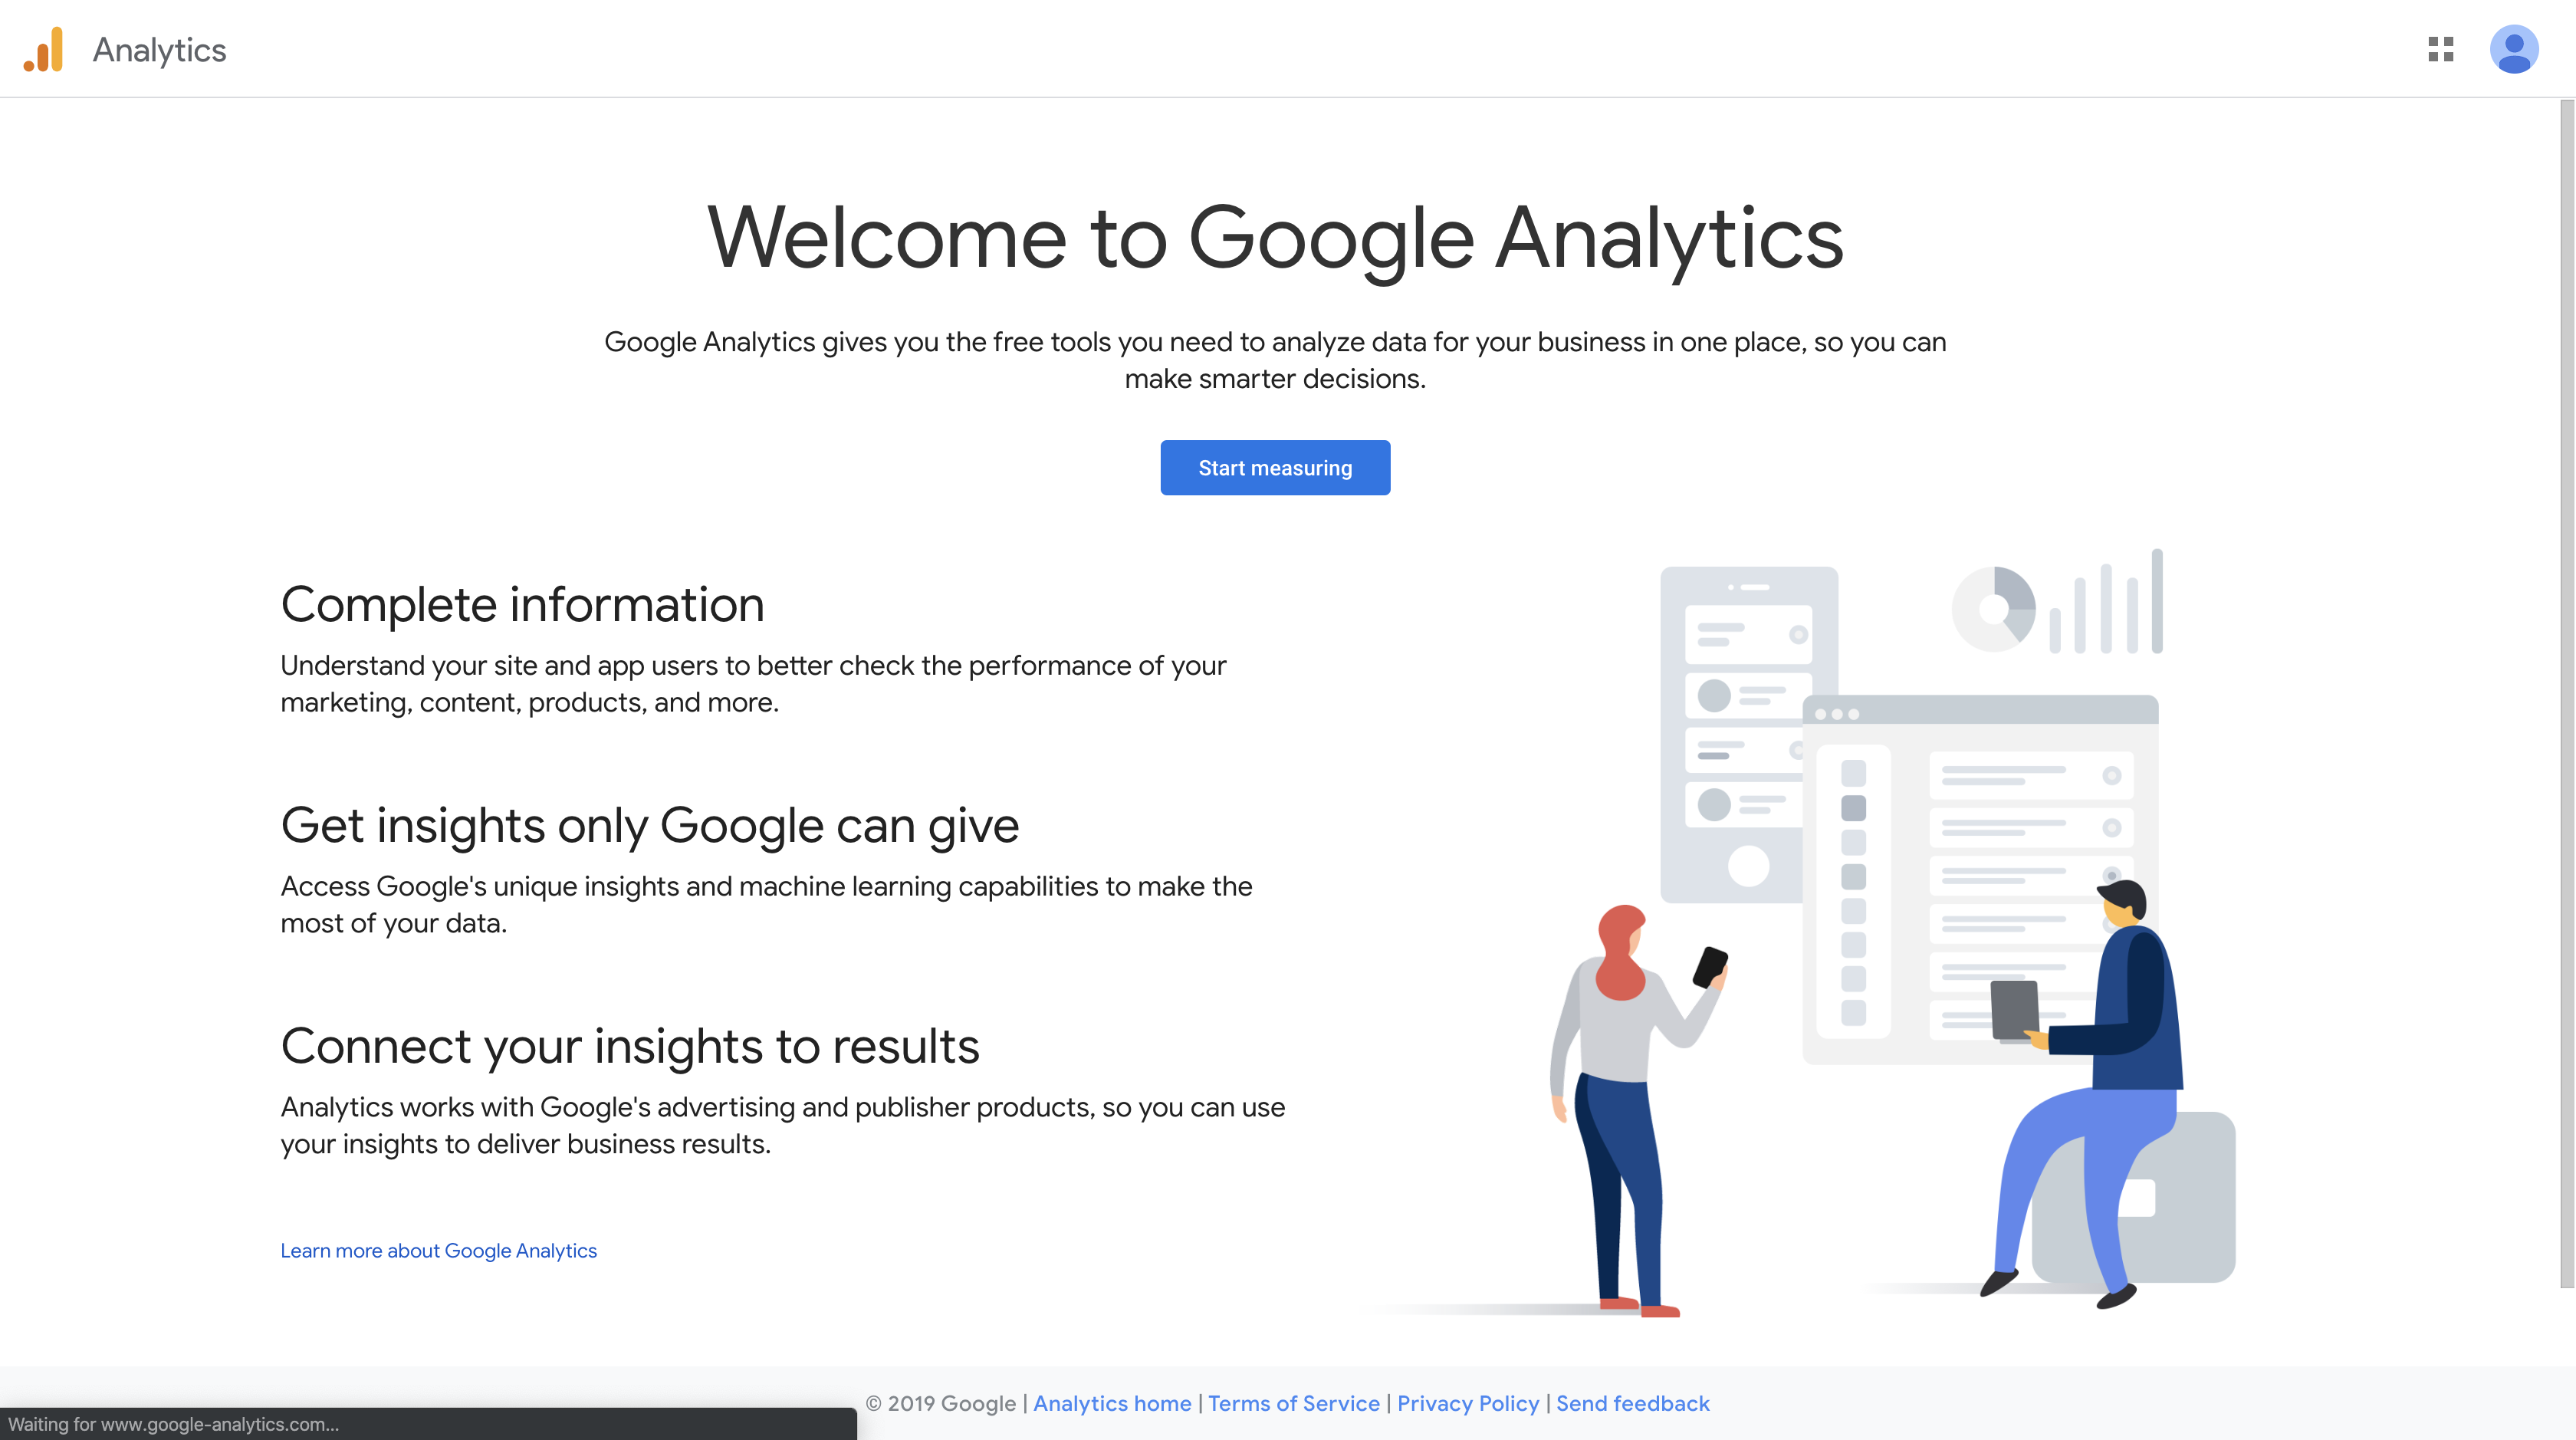 Analytics
Welcome to Google Analytics
Google Analytics gives you the free tools you need to analyze data for your business in one place, so you can
make smarter decisions.
Start measuring
Complete information
Understand your site and app users to better check the performance of your
marketing, content, products, and more.
Get insights only Google can give
Access Google's unique insights and machine learning capabilities to make the
most of your data.
Connect your insights to results
Analytics works with Google's advertising and publisher products, so you can use
your insights to deliver business results.
Learn more about Google Analytics
© 2019 Google | Analytics home | Terms of Service | Privacy Policy | Send feedback
Waiting for www.google-analytics.com...